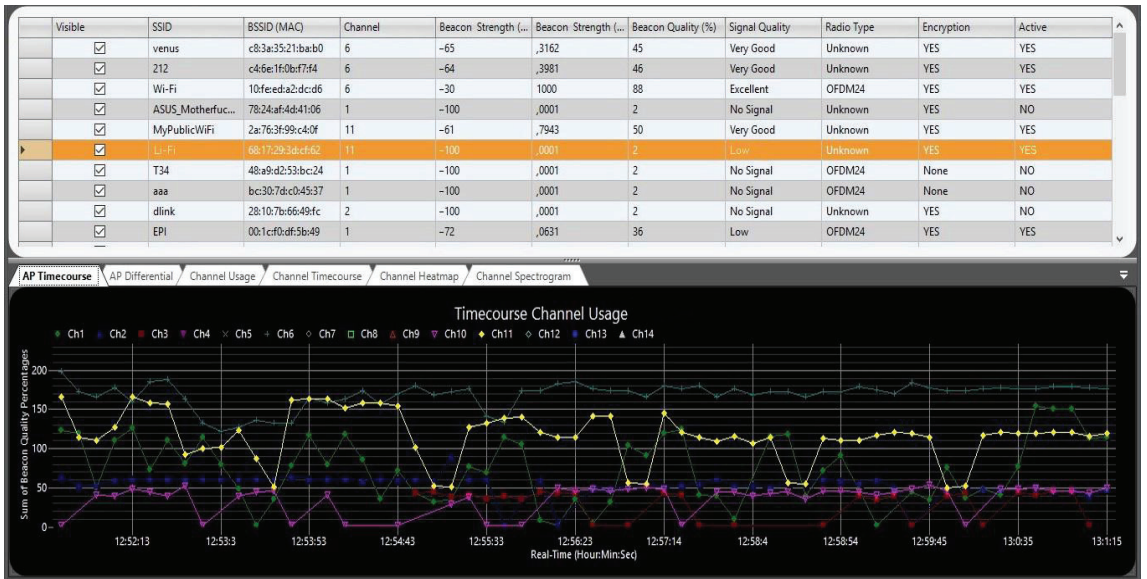 Visible SSID BSSID (MAC) Channel Beacon Strength (... Beacon Strength (... Beacon Quality (%) Signal Quality Radio Type Encryption Active
venus c8:3a:35:21:ba:b0 6 -65 ,3162 45 Very Good Unknown YES YES
212 c4:6e:1f:0b:f7:f4 6 -64 ,3981 46 Very Good Unknown YES YES
Wi-Fi 10:fe:ed:a2:dc:d6 6 -30 1000 88 Excellent OFDM24 YES YES
ASUS_Motherfuc... 78:24:af:4d:41:06 1 -100 ,0001 2 No Signal OFDM24 YES NO
MyPublicWiFi 2a:76:3f:99:c4:0f 11 -61 ,7943 50 Very Good Unknown YES YES
Li-Fi 68:17:29:3d:cf:62 11 -100 ,0001 2 Low Unknown YES YES
T34 48:a9:d2:53:bc:24 1 -100 ,0001 2 No Signal OFDM24 None NO
aaa bc:30:7d:c0:45:37 1 -100 ,0001 2 No Signal OFDM24 None NO
dlink 28:10:7b:66:49:fc 2 -100 ,0001 2 No Signal Unknown YES NO
EPI 00:1c:f0:df:5b:49 1 -72 ,0631 36 Low OFDM24 YES YES
AP Timecourse AP Differential Channel Usage Channel Timecourse Channel Heatmap Channel Spectrogram
Timecourse Channel Usage
Ch1 Ch2 Ch3 Ch4 Ch5 Ch6 Ch7 Ch8 Ch9 Ch10 Ch11 Ch12 Ch13 Ch14
Sum of Beacon Quality Percentages
200
150
100
50
0
12:52:13 12:53:3 12:53:53 12:54:43 12:55:33 12:56:23 12:57:14 12:58:4 12:58:54 12:59:45 13:0:35 13:1:15
Real-Time (Hour:Min:Sec)